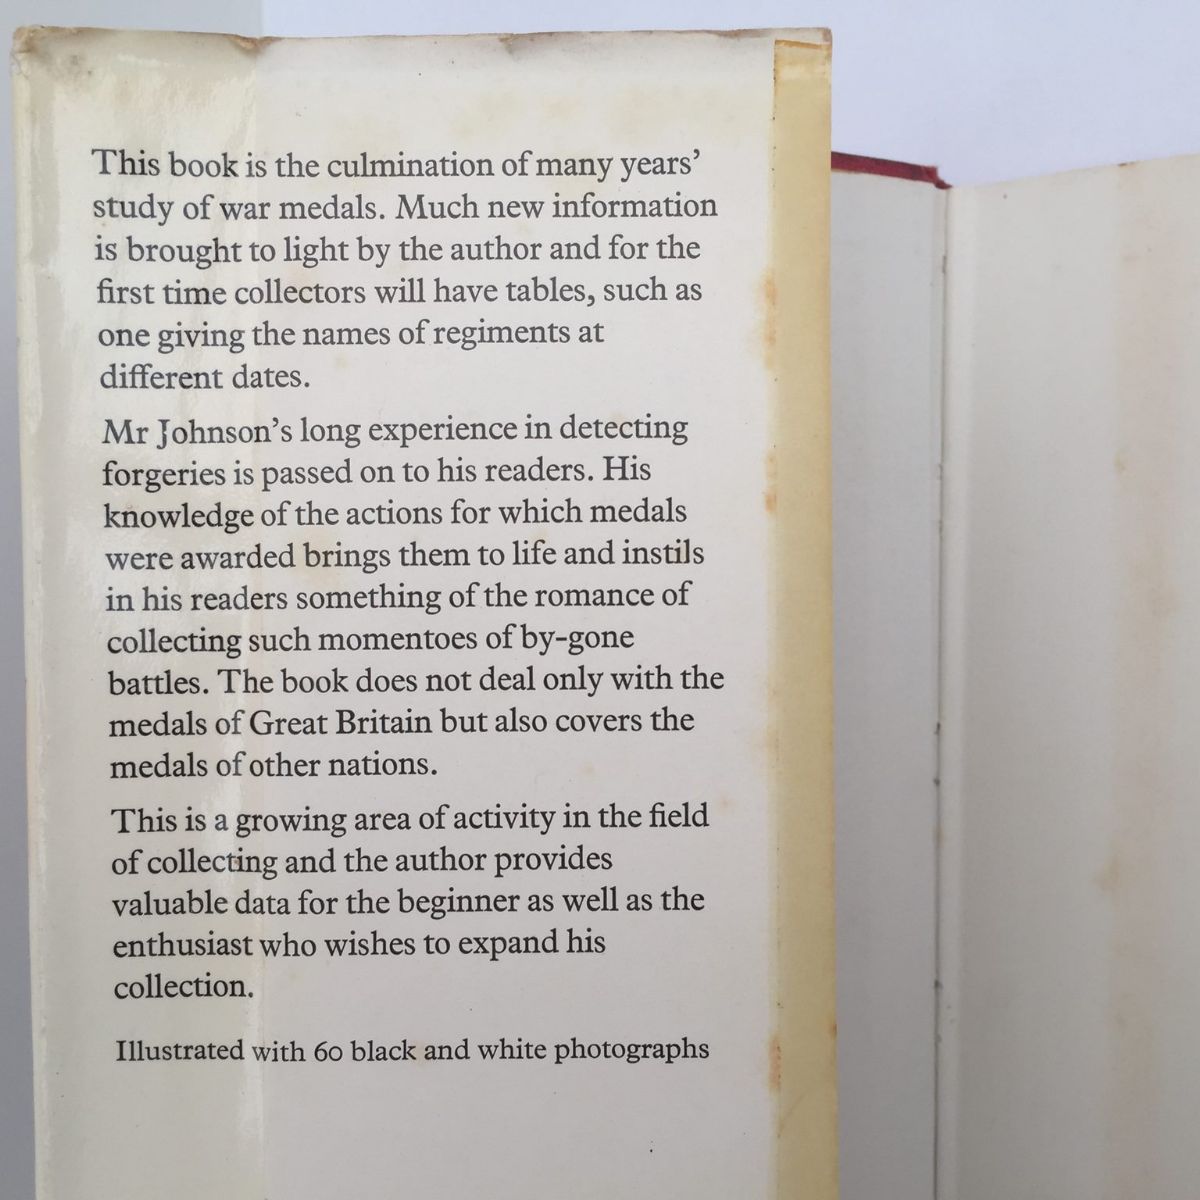 This book is the culmination of many years'
study of war medals. Much new information
is brought to light by the author and for the
first time collectors will have tables, such as
one giving the names of regiments at
different dates.
Mr Johnson's long experience in detecting
forgeries is passed on to his readers. His
knowledge of the actions for which medals
were awarded brings them to life and instils
in his readers something of the romance of
collecting such momentoes of by-gone
battles. The book does not deal only with the
medals of Great Britain but also covers the
medals of other nations.
This is a growing area of activity in the field
of collecting and the author provides
valuable data for the beginner as well as the
enthusiast who wishes to expand his
collection.
Illustrated with 60 black and white photographs